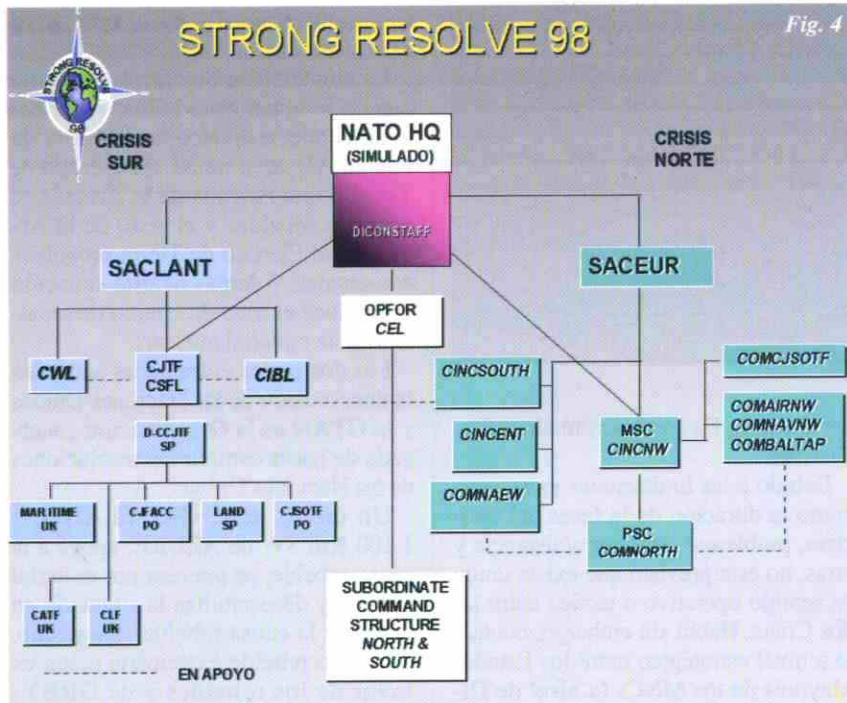 Fig. 4
STRONG RESOLVE 98
STRONG RESOLVE
98
CRISIS
SUR
NATO HQ
(SIMULADO)
DICONSTAFF
CRISIS
NORTE
SACLANT
SACEUR
OPFOR
CEL
CWL
CJTF
CSFL
CIBL
CINCSOUTH
COMCJSOTF
CINCENT
MSC
CINCNW
COMAIRNW
COMNAVNW
COMBALTAP
D-CCJTF
SP
COMNAEW
MARITIME
UK
CJFACC
PO
LAND
SP
CJSOTF
PO
PSC
COMNORTH
CATF
UK
CLF
UK
SUBORDINATE
COMMAND
STRUCTURE
NORTH &
SOUTH
EN APOYO